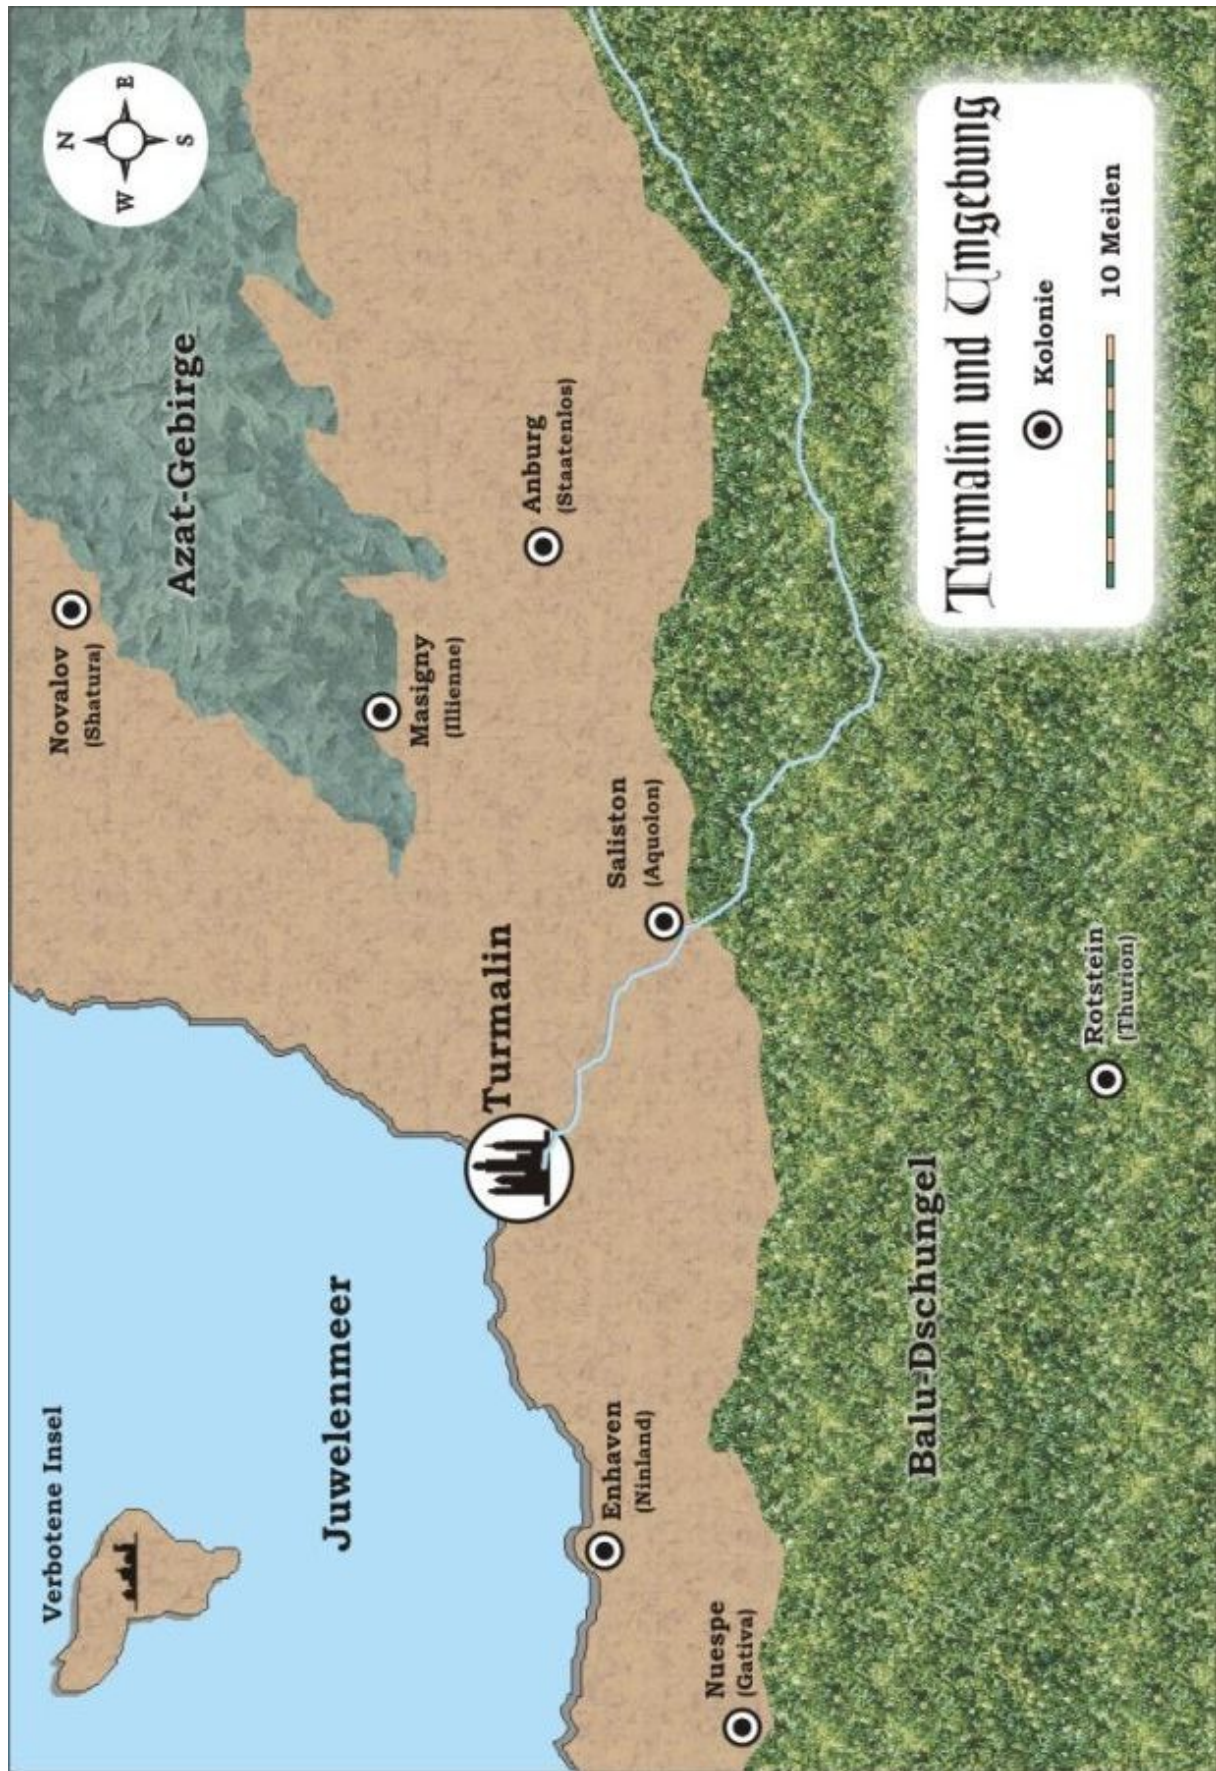 Verbotene Insel
Juwelenmeer
Novalov
(Shatura)
Azat-Gebirge
N
W
E
S
Masigny
(Illienne)
Turmalin
Anburg
(Staatenlos)
Saliston
(Aquolon)
Enhaven
(Ninland)
Nuespe
(Gativa)
Balu-Dschungel
Rotstein
(Thurion)
Turmalin und Umgebung
Kolonie
10 Meilen